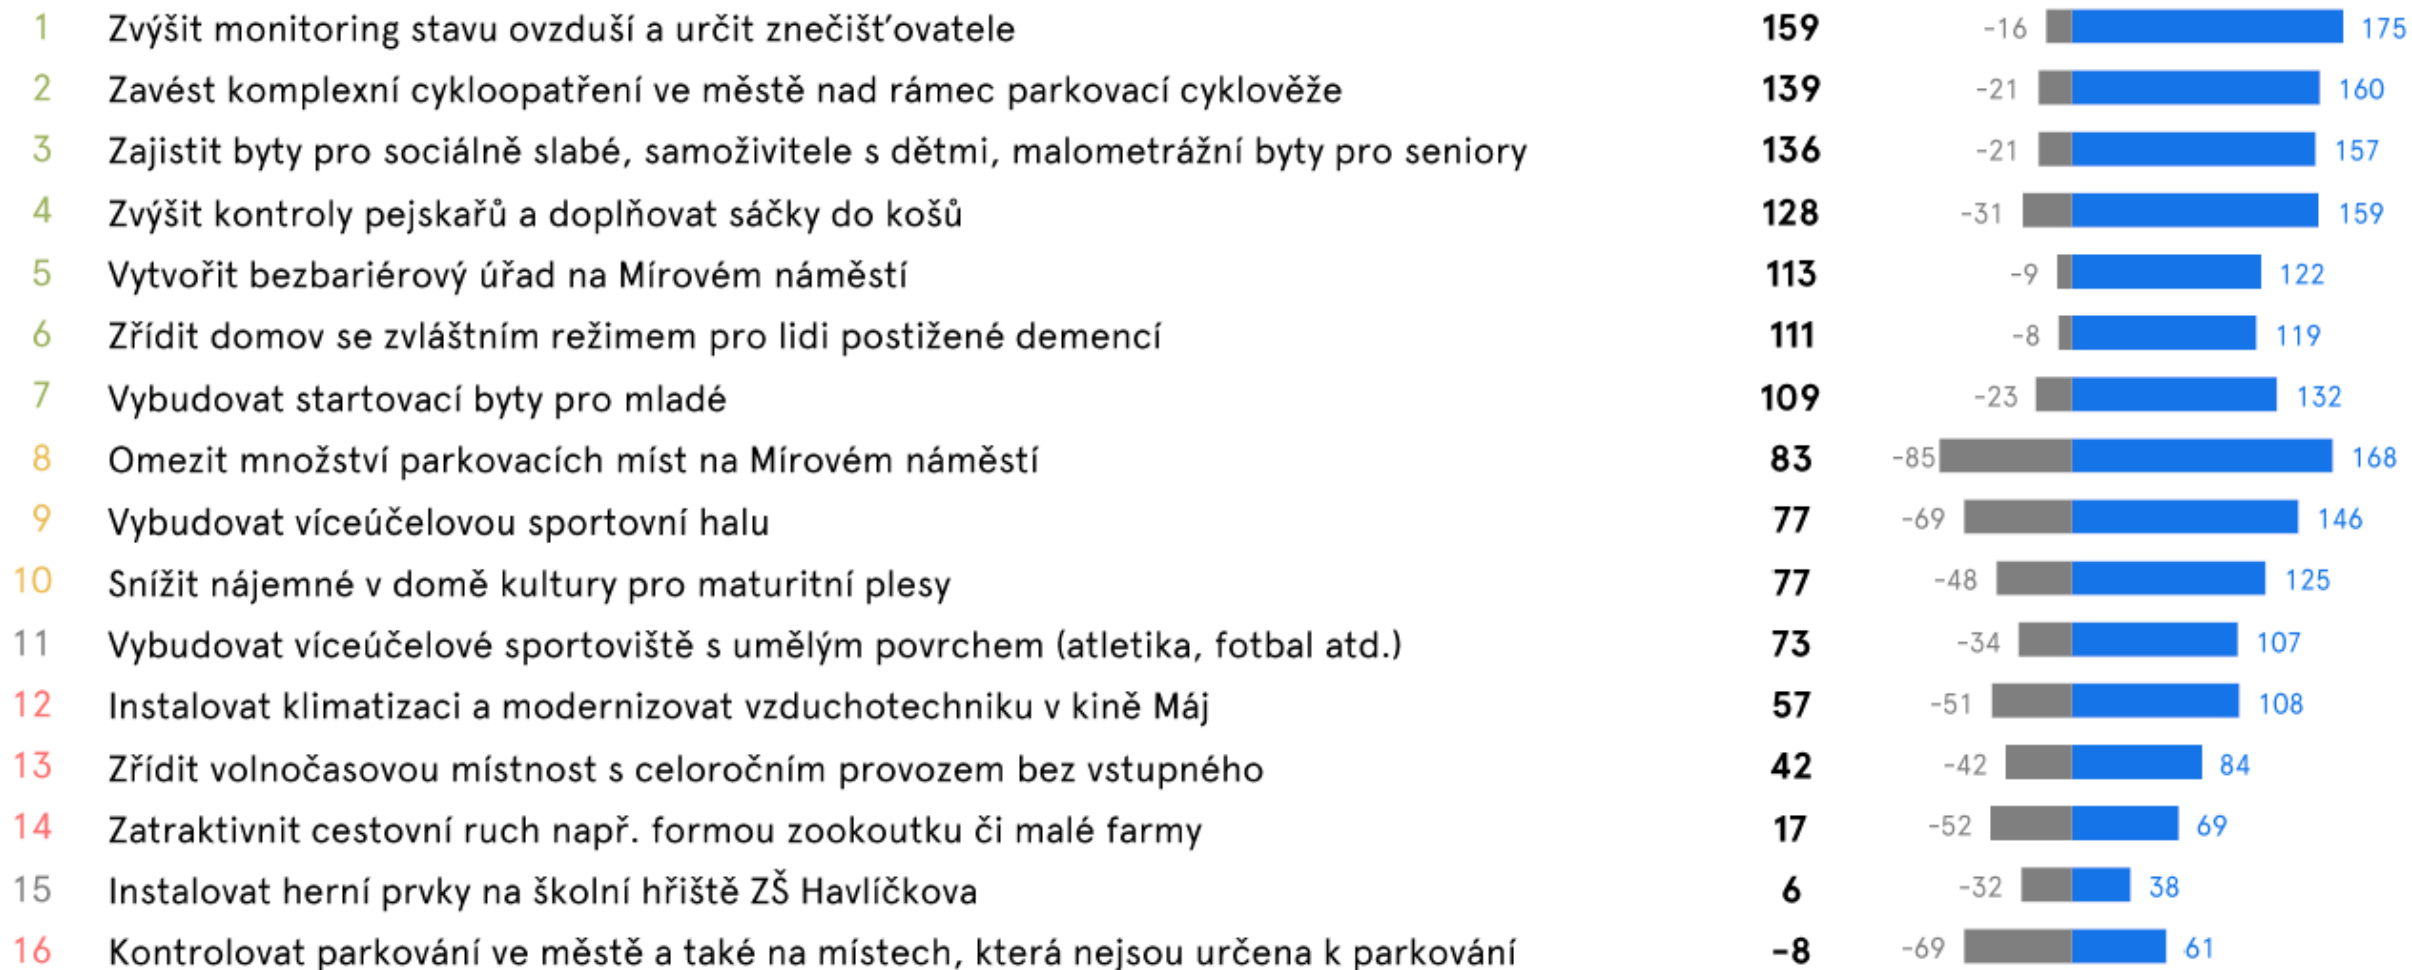 1 Zvýšit monitoring stavu ovzduší a určit znečišťovatele 159 -16 175
2 Zavést komplexní cykloopatření ve městě nad rámec parkovací cyklověže 139 -21 160
3 Zajistit byty pro sociálně slabé, samoživitele s dětmi, malometrážní byty pro seniory 136 -21 157
4 Zvýšit kontroly pejskařů a doplňovat sáčky do košů 128 -31 159
5 Vytvořit bezbariérový úřad na Mírovém náměstí 113 -9 122
6 Zřídit domov se zvláštním režimem pro lidi postižené demencí 111 -8 119
7 Vybudovat startovací byty pro mladé 109 -23 132
8 Omezit množství parkovacích míst na Mírovém náměstí 83 -85 168
9 Vybudovat víceúčelovou sportovní halu 77 -69 146
10 Snížit nájemné v domě kultury pro maturitní plesy 77 -48 125
11 Vybudovat víceúčelové sportoviště s umělým povrchem (atletika, fotbal atd.) 73 -34 107
12 Instalovat klimatizaci a modernizovat vzduchotechniku v kině Máj 57 -51 108
13 Zřídit volnočasovou místnost s celoročním provozem bez vstupného 42 -42 84
14 Zatraktivnit cestovní ruch např. formou zookoutku či malé farmy 17 -52 69
15 Instalovat herní prvky na školní hřiště ZŠ Havlíčkova 6 -32 38
16 Kontrolovat parkování ve městě a také na místech, která nejsou určena k parkování -8 -69 61